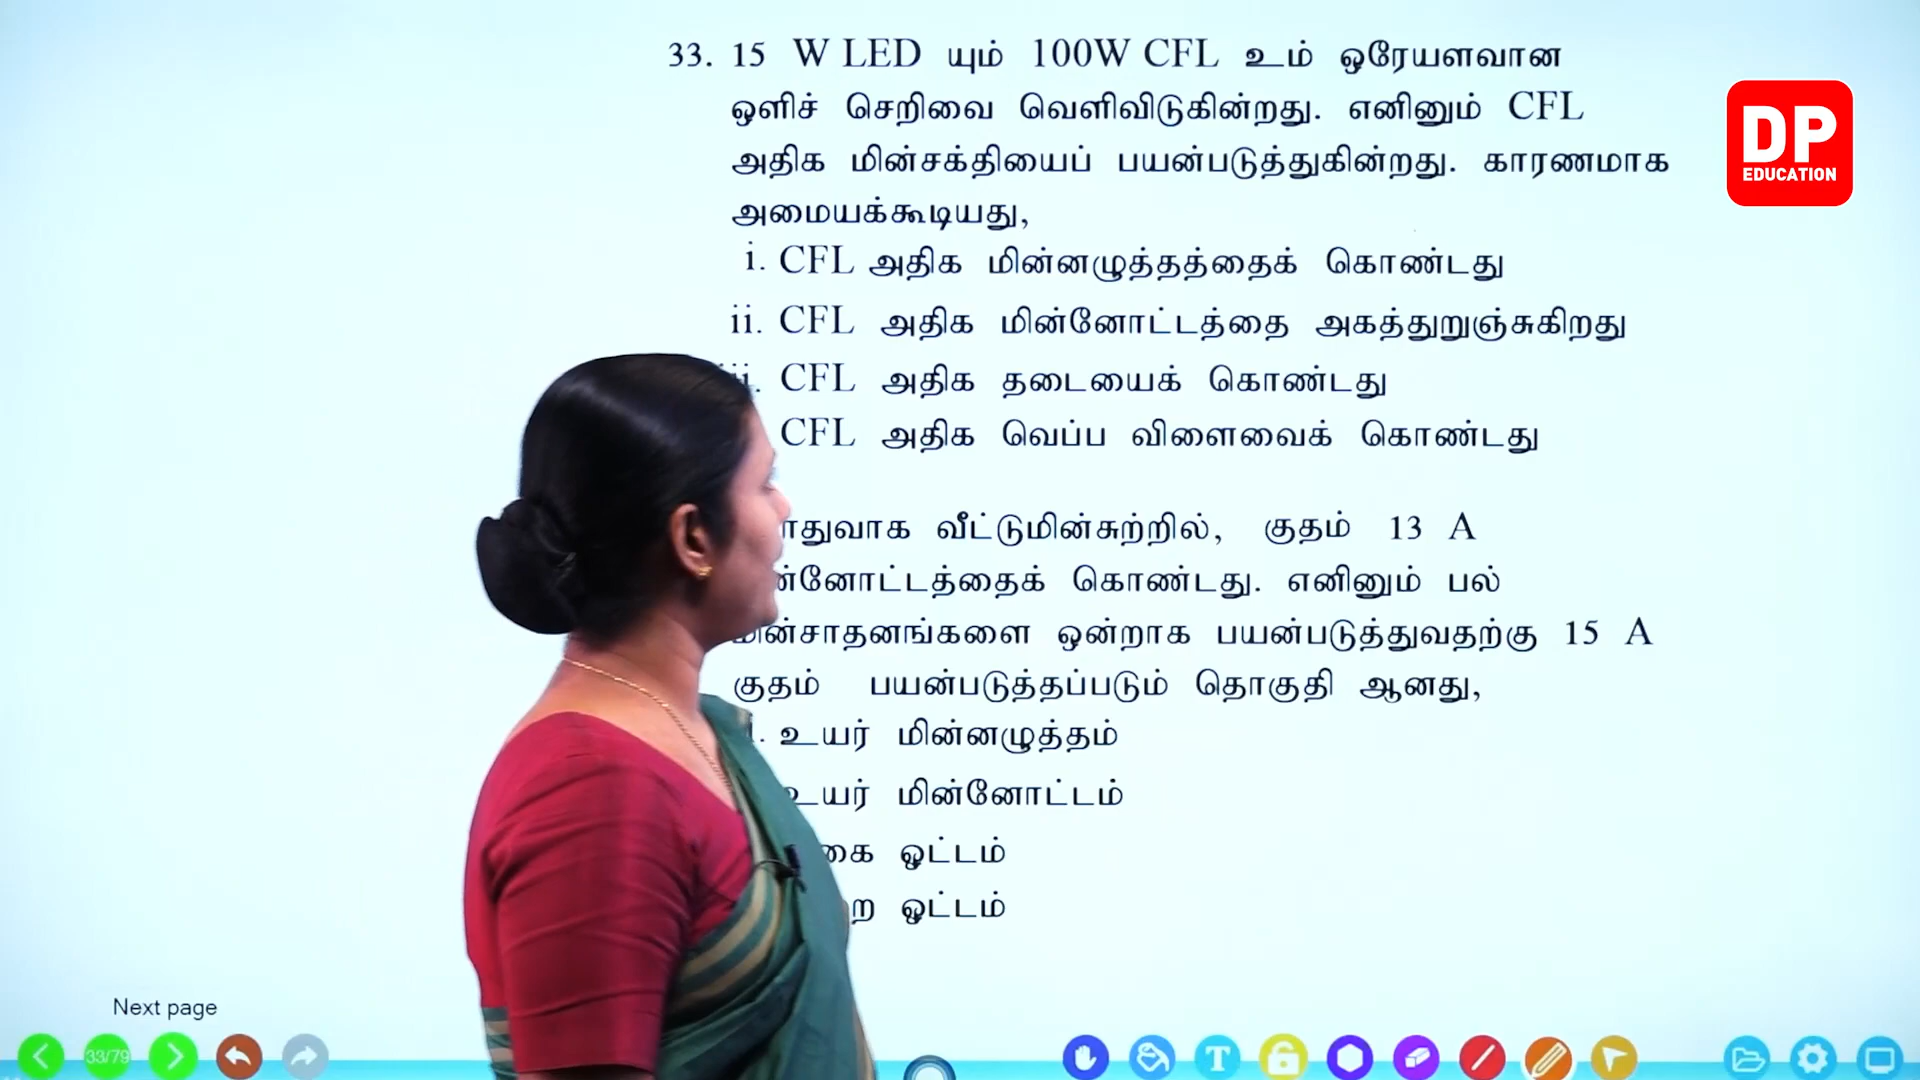 33. 15 W LED யும் 100W CFL உம் ஒரேயளவான
ஒளிச் செறிவை வெளிவிடுகின்றது. எனினும் CFL
அதிக மின்சக்தியைப் பயன்படுத்துகின்றது. காரணமாக
அமையக்கூடியது,
i. CFL அதிக மின்னழுத்தத்தைக் கொண்டது
ii. CFL அதிக மின்னோட்டத்தை அகத்துறுஞ்சுகிறது
CFL அதிக தடையைக் கொண்டது
CFL அதிக வெப்ப விளைவைக் கொண்டது
வீட்டுமின்சுற்றில், குதம் 13 A
கொண்டது. எனினும் பல்
மின்சாதனங்களை ஒன்றாக பயன்படுத்துவதற்கு 15 A
குதம் பயன்படுத்தப்படும் தொகுதி ஆனது,
உயர் மின்னழுத்தம்
உயர் மின்னோட்டம்
ஒட்டம்
ஒட்டம்
DP
EDUCATION
Next page
33/79